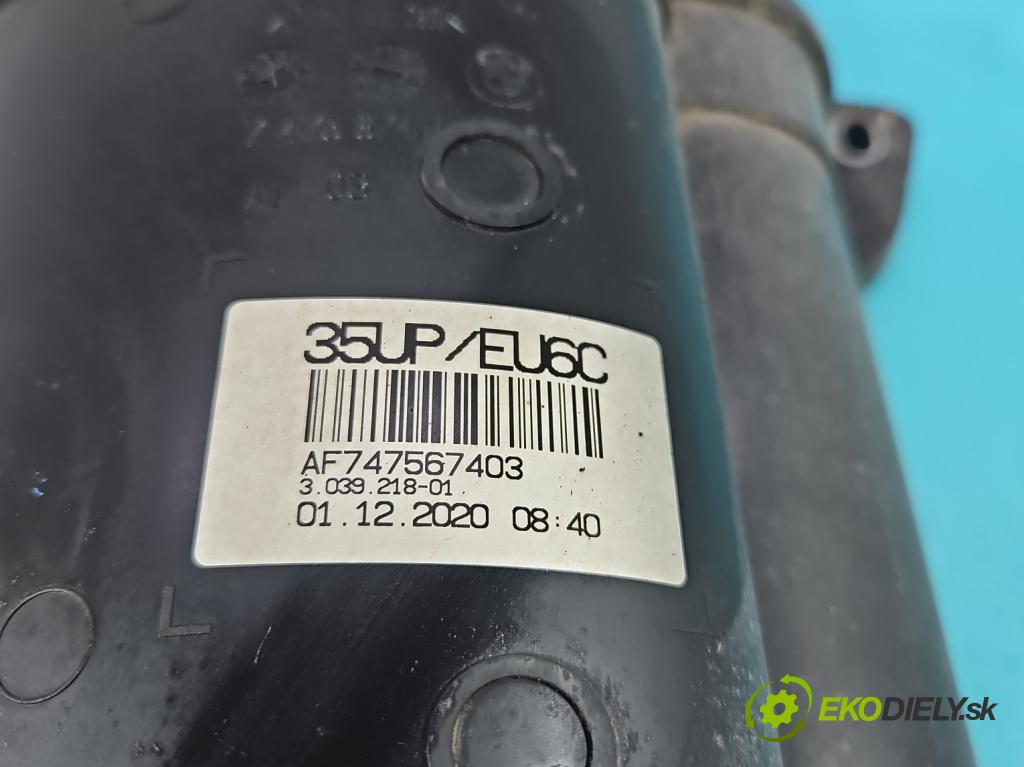 35UP/EU6C
AF747567403
3.039.218-01
01.12.2020 08:40
EKODIELY.sk